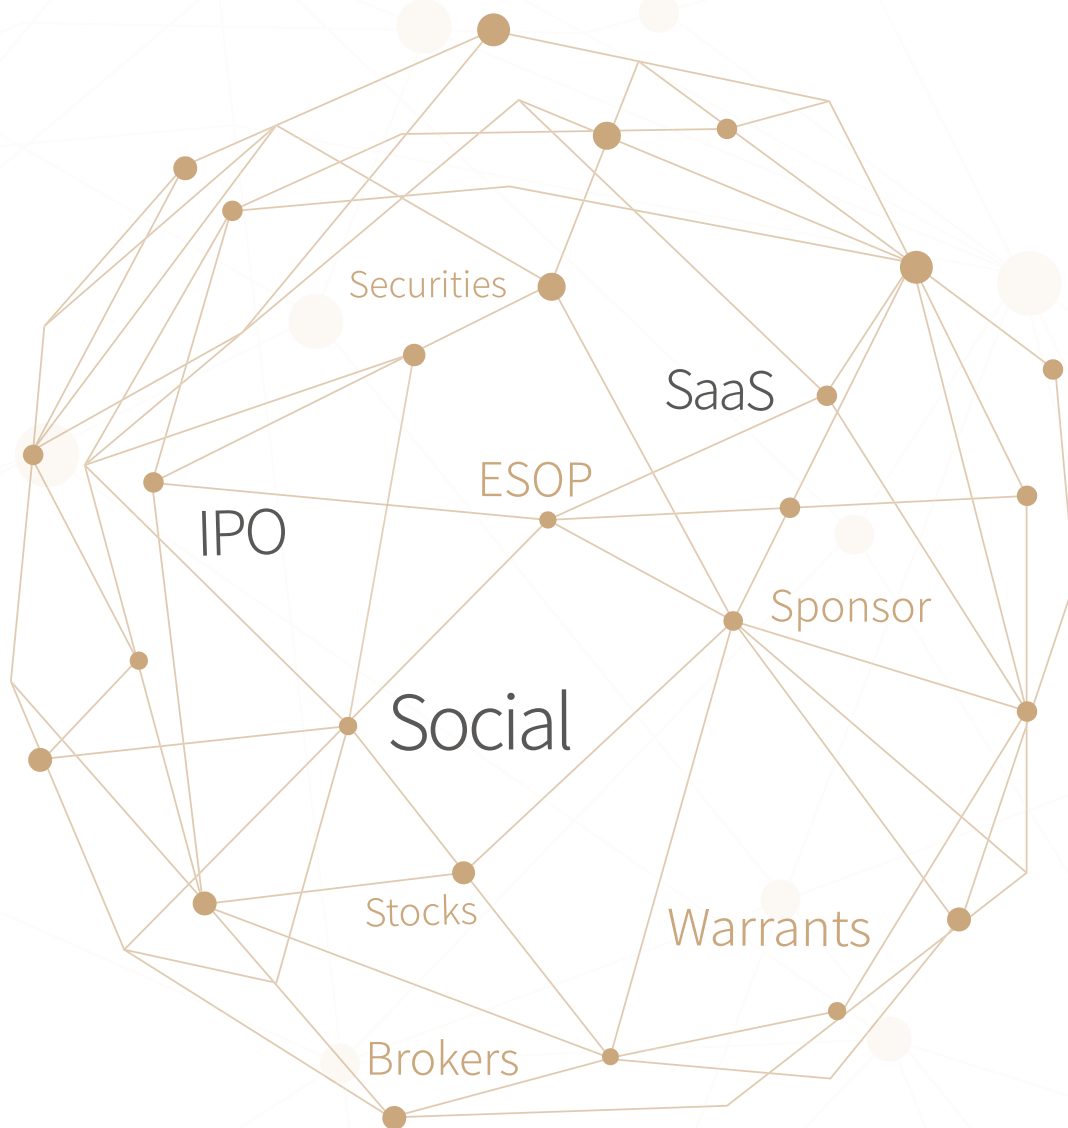 Securities
SaaS
ESOP
IPO
Sponsor
Social
Stocks
Warrants
Brokers